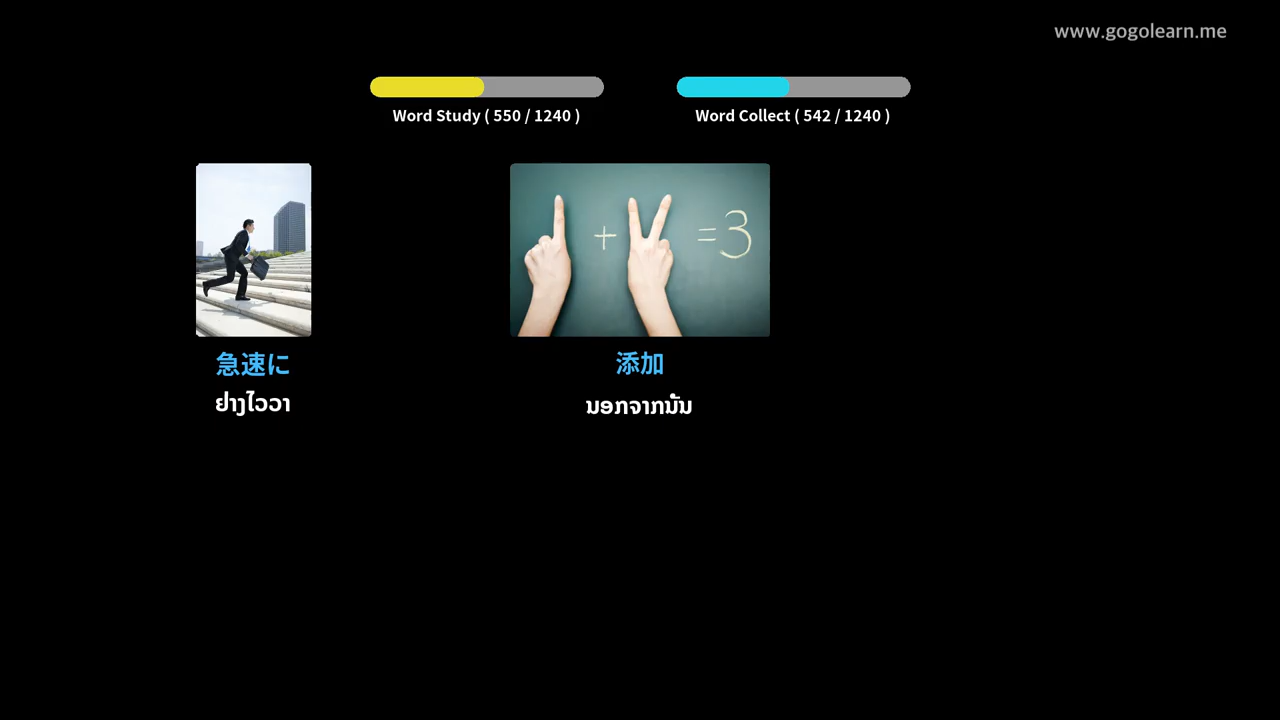 www.gogolearn.me
Word Study ( 550 / 1240 )
Word Collect ( 542 / 1240 )
+ = 3
急速に
ຢ່າງໄວວາ
添加
ນອກຈາກນັ້ນ